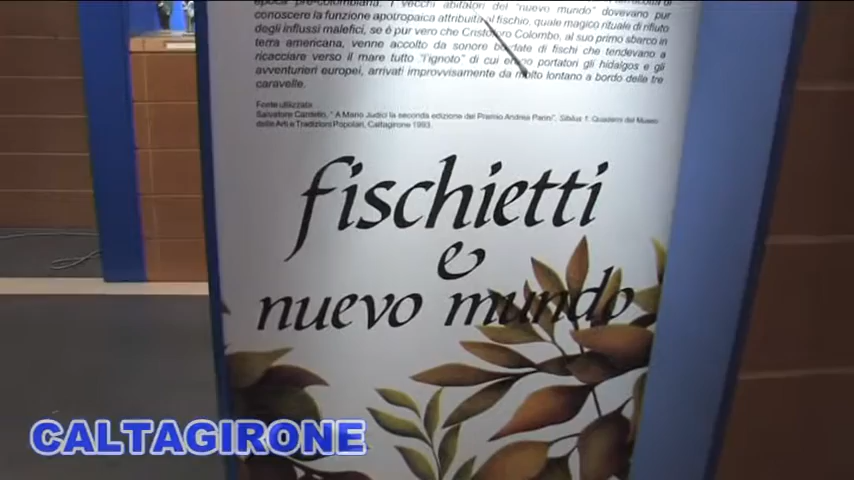 epoca pre-colombiana. I vecchi abitatori del "nuevo mundo" dovevano pur
conoscere la funzione apotropaica attribuita al fischio, quale magico rituale di rifiuto
degli influssi malefici, se è pur vero che Cristoforo Colombo, al suo primo sbarco in
terra americana, venne accolto da sonore bordate di fischi che tendevano a
ricacciare verso il mare tutto "l'ignoto" di cui erano portatori gli hidalgos e gli
avventurieri europei, arrivati improvvisamente da molto lontano a bordo delle tre
caravelle.
Fonte utilizzata
Salvatore Cardello, " A Mario Judici la seconda edizione del Premio Andrea Parini",
1. Quaderni del Museo
delle Arti e Tradizioni Popolari, Caltagirone 1993.
fischietti
e
nuevo mundo
CALTAGIRONE